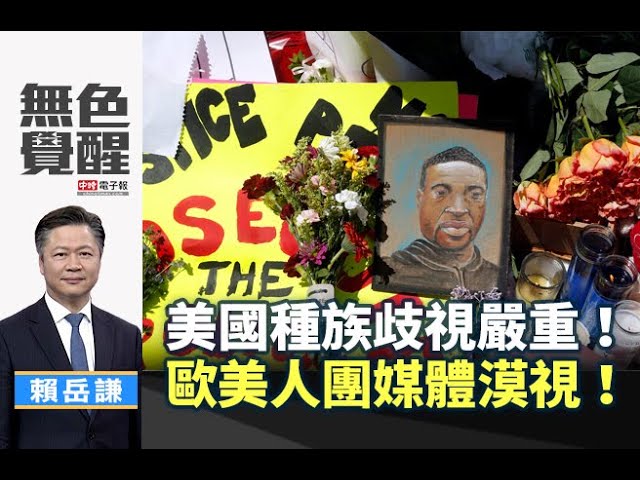 無色
覺醒
中時 電子報
賴岳謙
THE
美國種族歧視嚴重！
歐美人團媒體漠視！